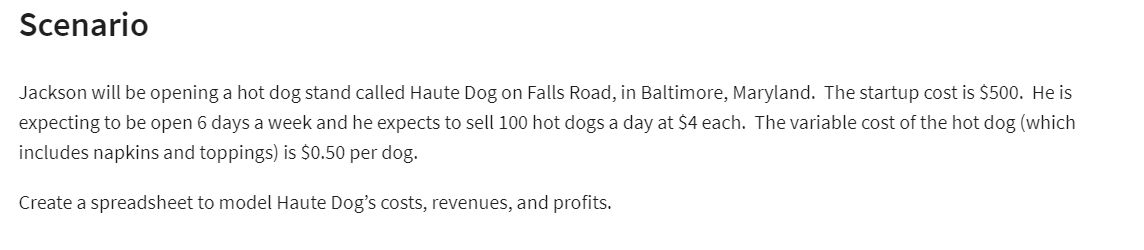 Scenario
Jackson will be opening a hot dog stand called Haute Dog on Falls Road, in Baltimore, Maryland.  The startup cost is $500.  He is
expecting to be open 6 days a week and he expects to sell 100 hot dogs a day at $4 each.  The variable cost of the hot dog (which
includes napkins and toppings) is $0.50 per dog.
Create a spreadsheet to model Haute Dog’s costs, revenues, and profits.